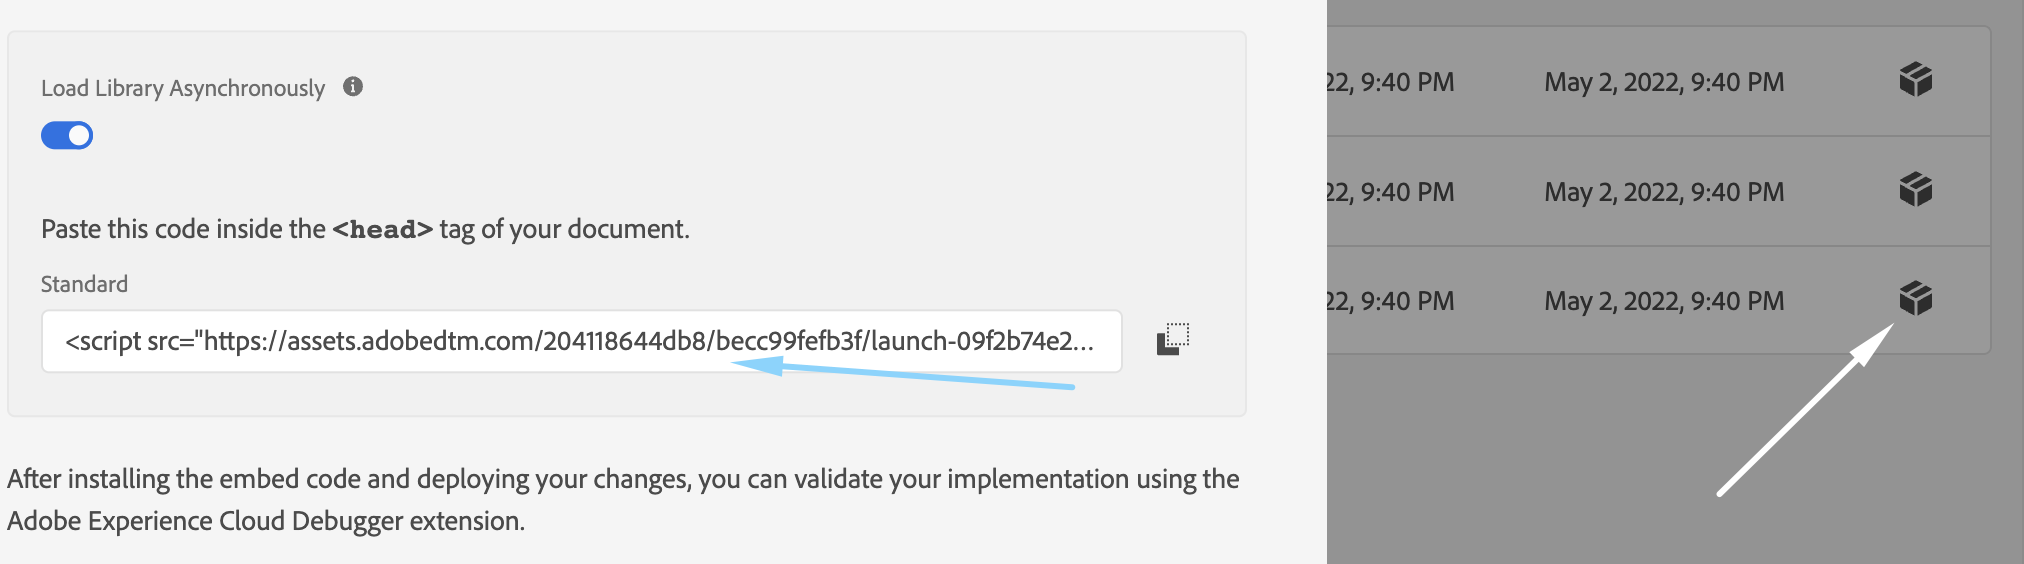 Load Library Asynchronously
Paste this code inside the <head> tag of your document.
Standard
<script src="https://assets.adobedtm.com/204118644db8/becc99fefb3f/launch-09f2b74e2...
After installing the embed code and deploying your changes, you can validate your implementation using the
Adobe Experience Cloud Debugger extension.
22, 9:40 PM May 2, 2022, 9:40 PM
22, 9:40 PM May 2, 2022, 9:40 PM
22, 9:40 PM May 2, 2022, 9:40 PM